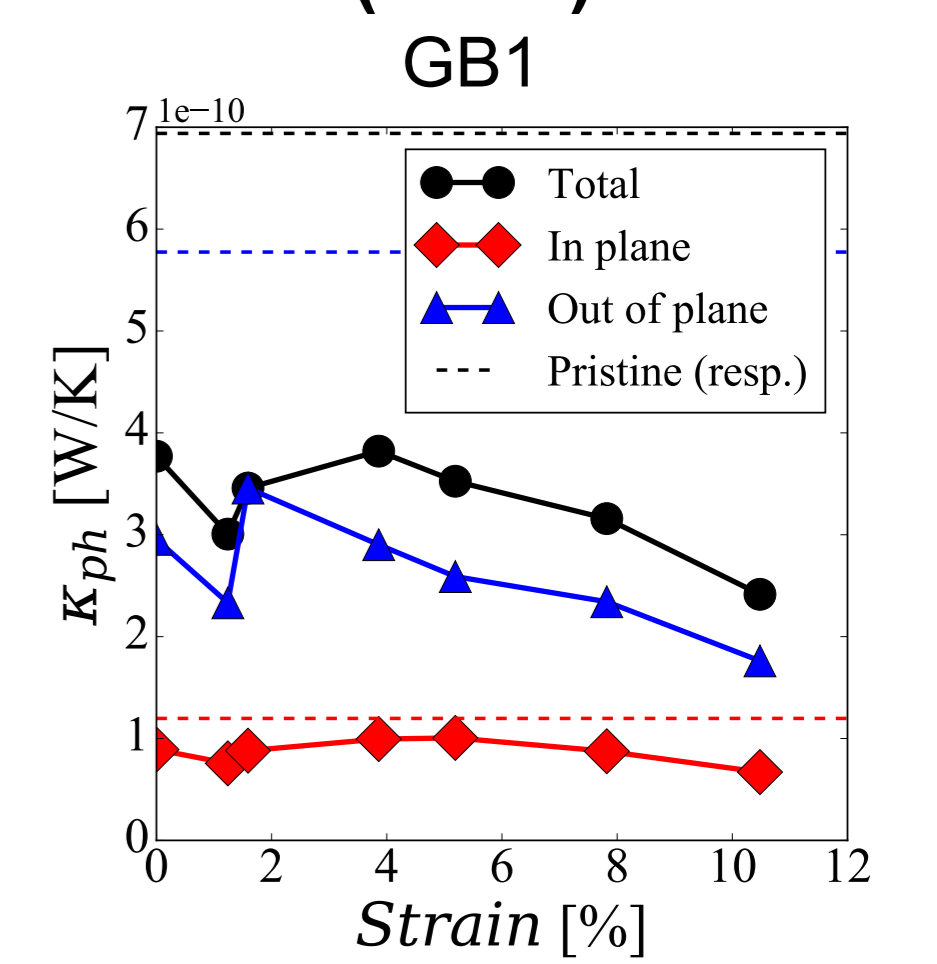 GB1
1e−10
7
6
5
4
3
2
1
0
0 2 4 6 8 10 12
κph [W/K]
Strain [%]
Total
In plane
Out of plane
Pristine (resp.)